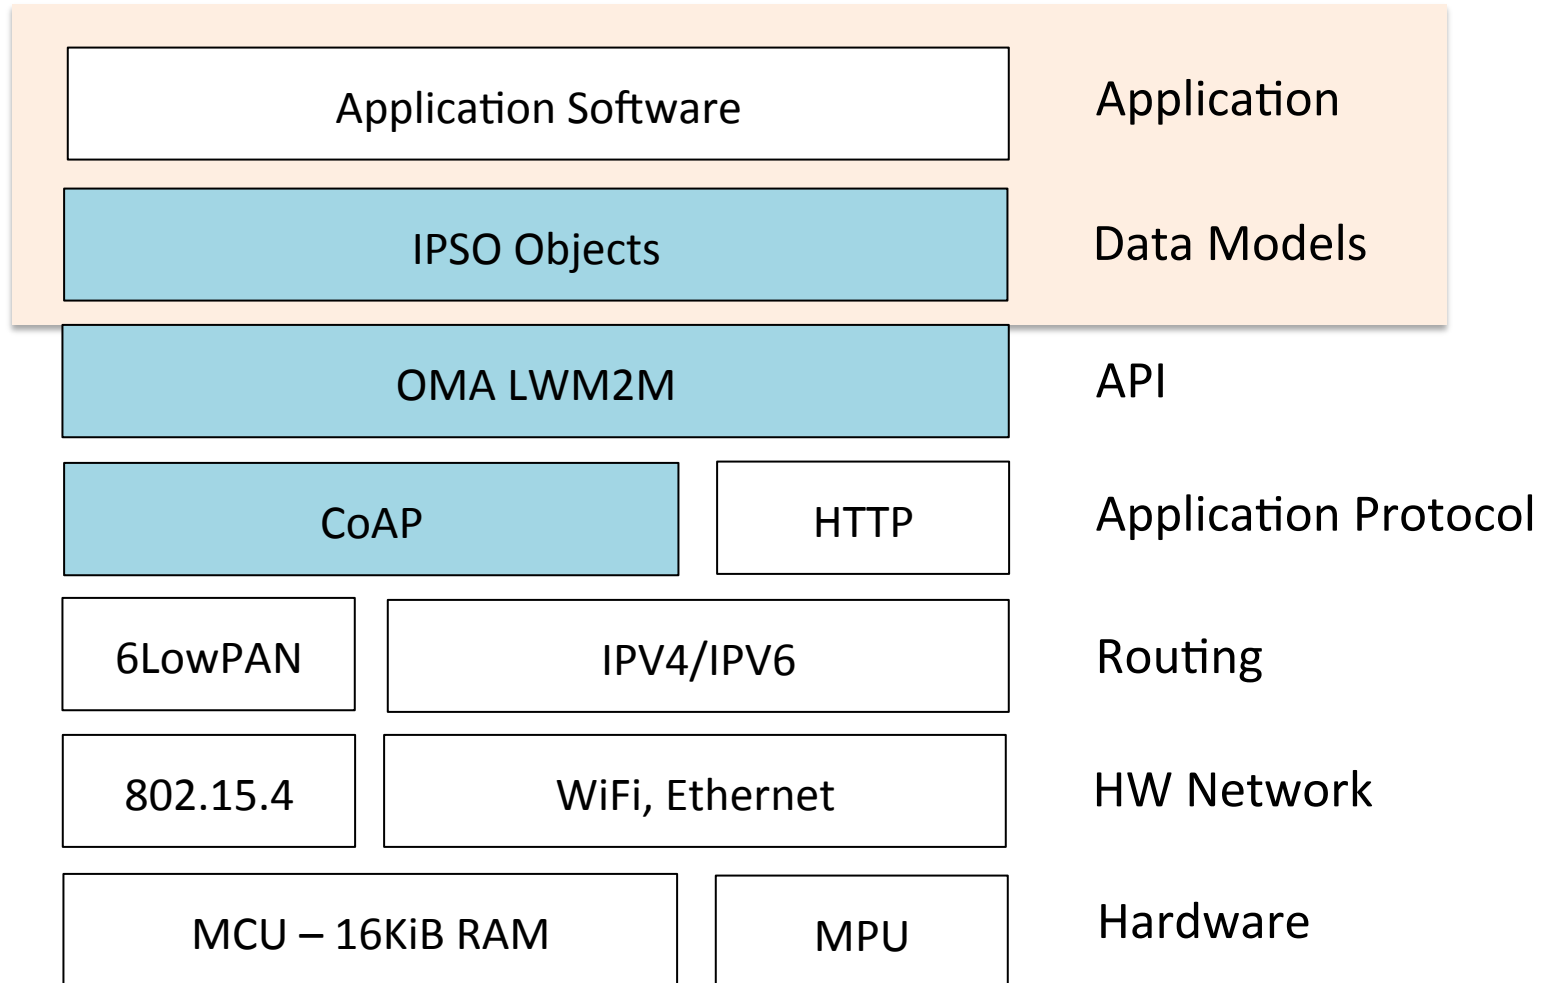 Application Software
Application
IPSO Objects
Data Models
OMA LWM2M
API
CoAP
HTTP
Application Protocol
6LowPAN
IPV4/IPV6
Routing
802.15.4
WiFi, Ethernet
HW Network
MCU – 16KiB RAM
MPU
Hardware